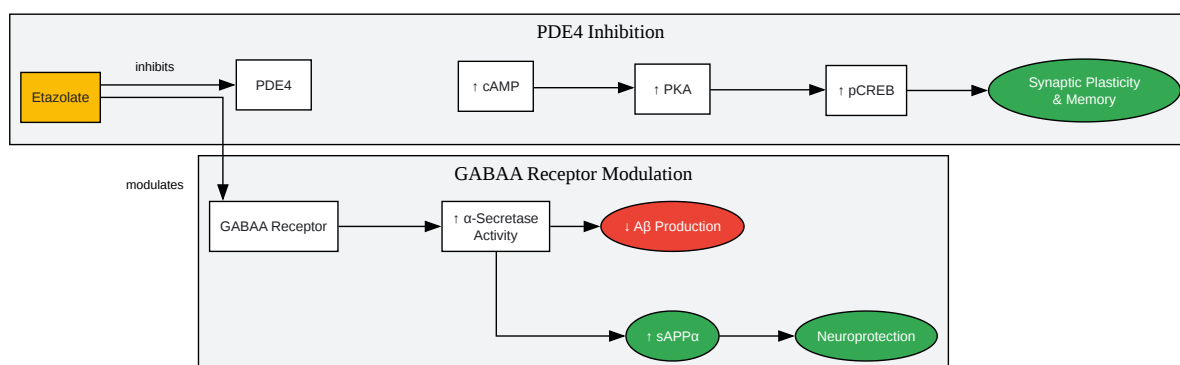 PDE4 Inhibition
Etazolate
inhibits
PDE4
↑ cAMP
↑ PKA
↑ pCREB
Synaptic Plasticity
& Memory
modulates
GABAA Receptor Modulation
GABAA Receptor
↑ α-Secretase
Activity
↓ Aβ Production
↑ sAPPα
Neuroprotection